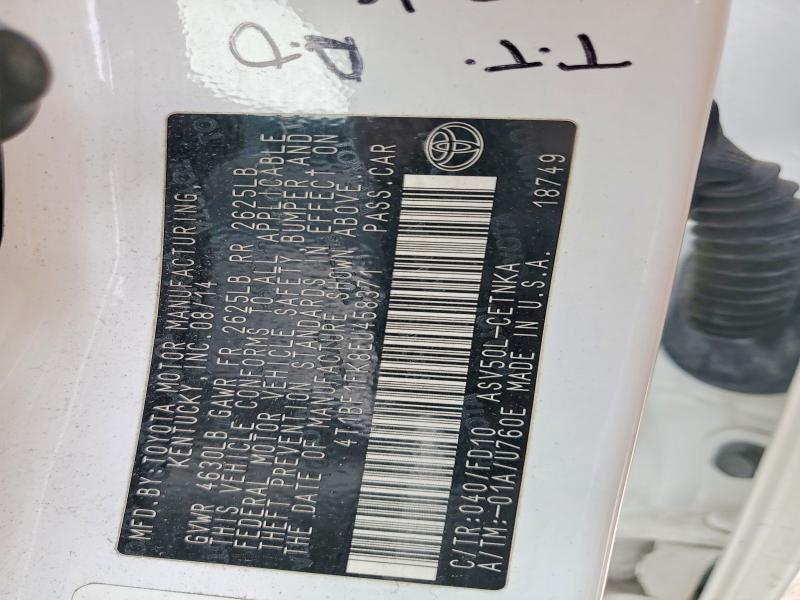 MFD BY:TOYOTA MOTOR MANUFACTURING,
KENTUCKY, INC.08/14
GVWR 4630LB GAWR FR 2625LB RR 2625LB
THIS VEHICLE CONFORMS TO ALL APPLICABLE
FEDERAL MOTOR VEHICLE SAFETY, BUMPER AND
THEFT PREVENTION STANDARDS IN EFFECT ON
THE DATE OF MANUFACTURE SHOWN ABOVE.
4T1BF1FK8EU458371 PASS.CAR
C/TR:040/FD10 ASV50L-CETNKA
A/TM:-01A/U760E MADE IN U.S.A. 18749
T.T.